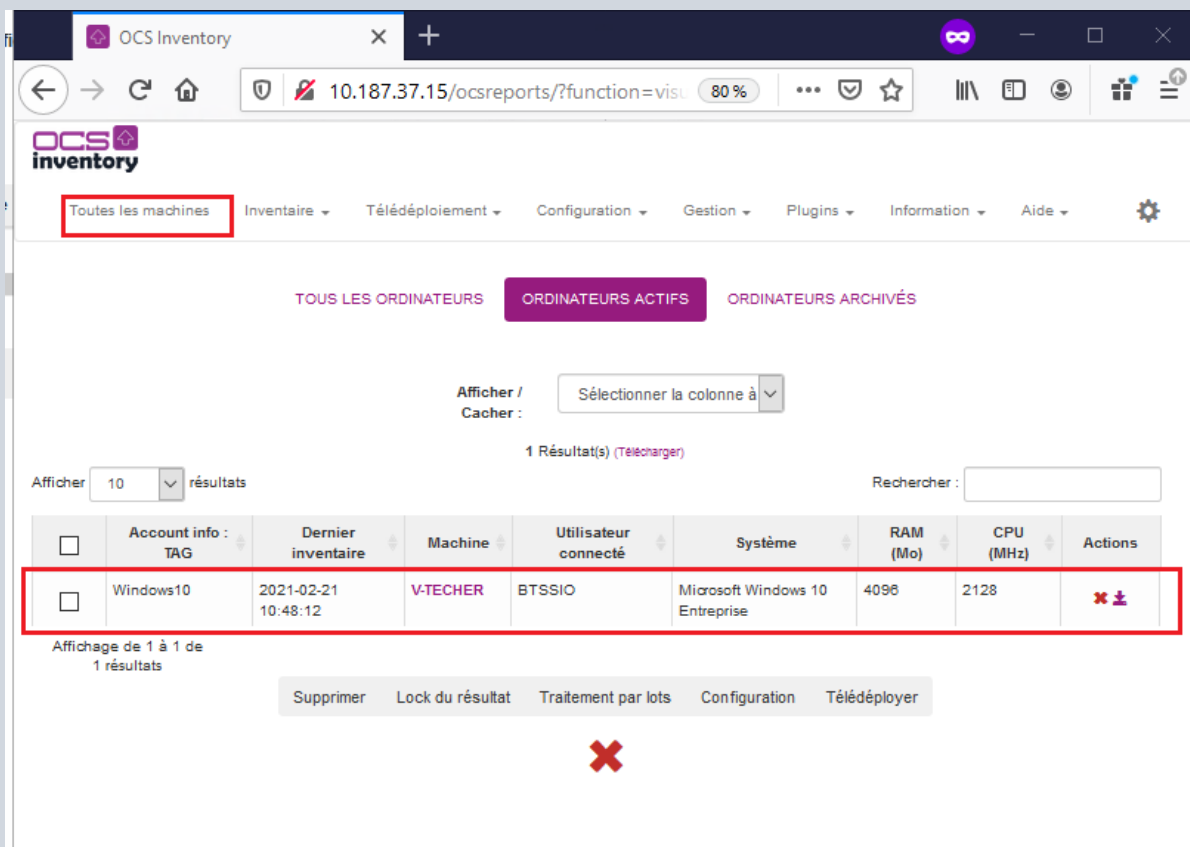 OCS Inventory
10.187.37.15/ocsreports/?function=visu
80 %
OCS
inventory
Toutes les machines
Inventaire
Télédéploiement
Configuration
Gestion
Plugins
Information
Aide
TOUS LES ORDINATEURS
ORDINATEURS ACTIFS
ORDINATEURS ARCHIVÉS
Afficher /
Cacher :
Sélectionner la colonne à
1 Résultat(s) (Télécharger)
Afficher 10 résultats
Rechercher :
Account info : TAG
Dernier inventaire
Machine
Utilisateur connecté
Système
RAM (Mo)
CPU (MHz)
Actions
Windows10
2021-02-21 10:48:12
V-TECHER
BTSSIO
Microsoft Windows 10 Entreprise
4096
2128
Affichage de 1 à 1 de
1 résultats
Supprimer
Lock du résultat
Traitement par lots
Configuration
Télédéployer